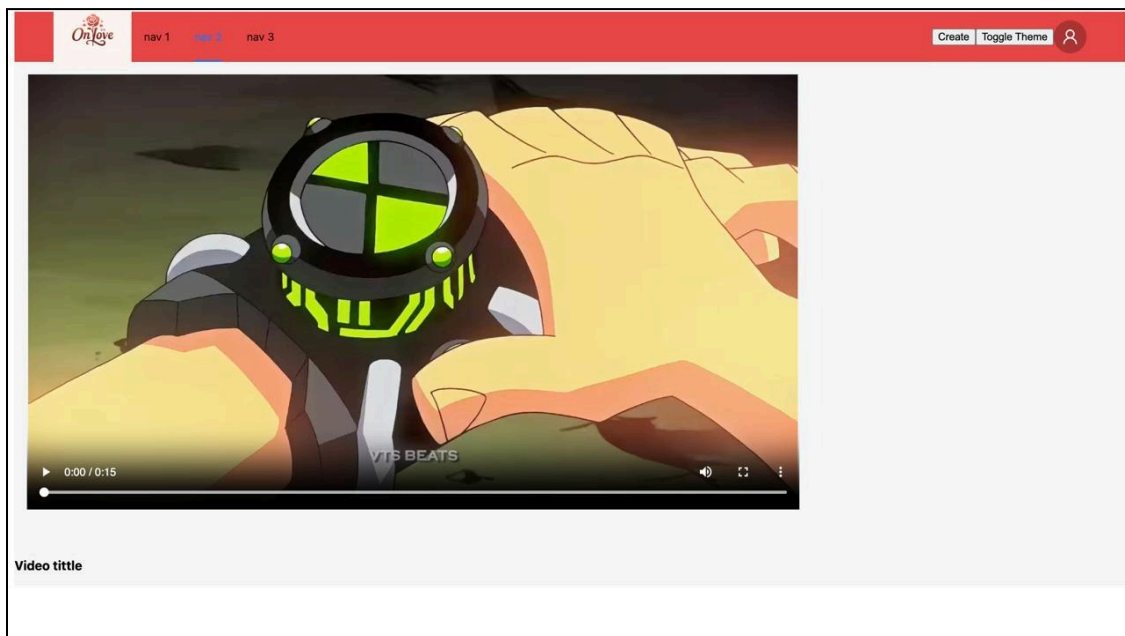 OnLove
nav 1 nav 2 nav 3 Create Toggle Theme
VTS BEATS
0:00 / 0:15
Video tittle